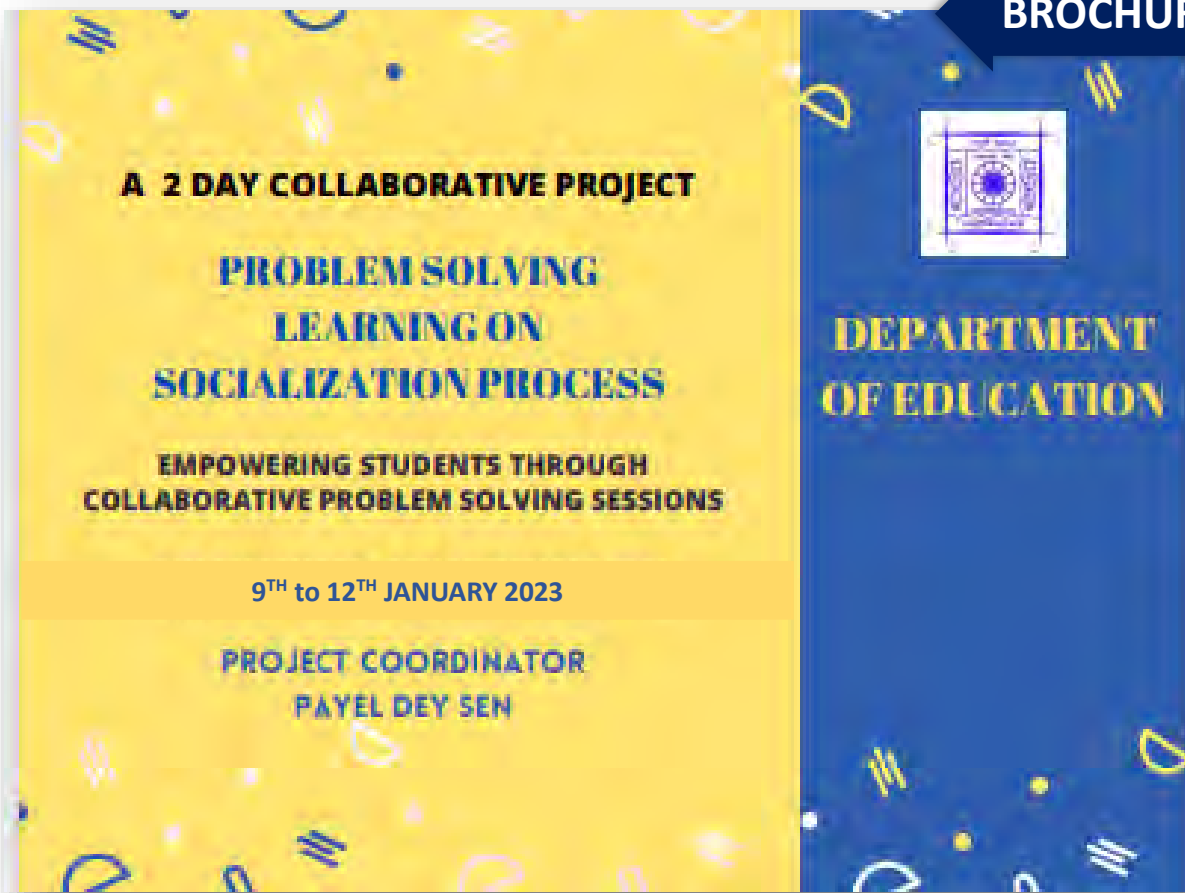 BROCHUR
A 2 DAY COLLABORATIVE PROJECT
PROBLEM SOLVING
LEARNING ON
SOCIALIZATION PROCESS
EMPOWERING STUDENTS THROUGH
COLLABORATIVE PROBLEM SOLVING SESSIONS
9TH to 12TH JANUARY 2023
PROJECT COORDINATOR
PAYEL DEY SEN
DEPARTMENT
OF EDUCATION